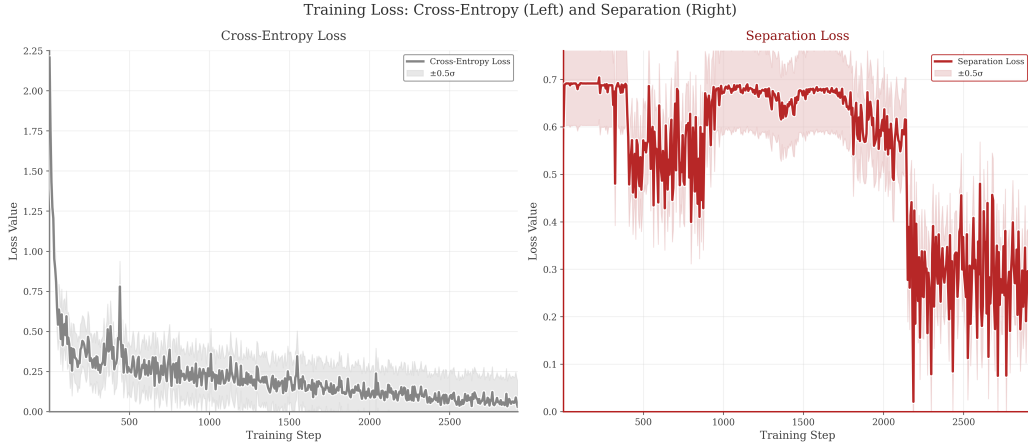 Training Loss: Cross-Entropy (Left) and Separation (Right)
Cross-Entropy Loss
Loss Value
2.25
2.00
1.75
1.50
1.25
1.00
0.75
0.50
0.25
0.00
500
1000
1500
2000
2500
Training Step
Cross-Entropy Loss
±0.5σ
Separation Loss
Loss Value
0.7
0.6
0.5
0.4
0.3
0.2
0.1
0.0
500
1000
1500
2000
2500
Training Step
Separation Loss
±0.5σ